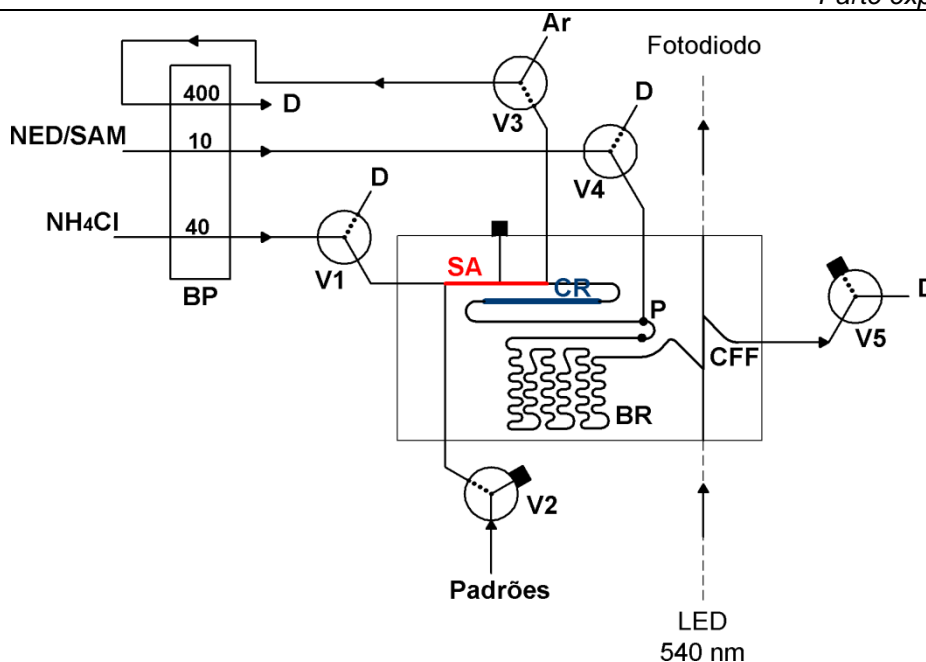 Parte exp
Ar
Fotodiodo
400
D
V3
D
NED/SAM
10
V4
D
NH₄Cl
40
V1
BP
SA
CR
P
D
V5
CFF
BR
V2
Padrões
LED
540 nm